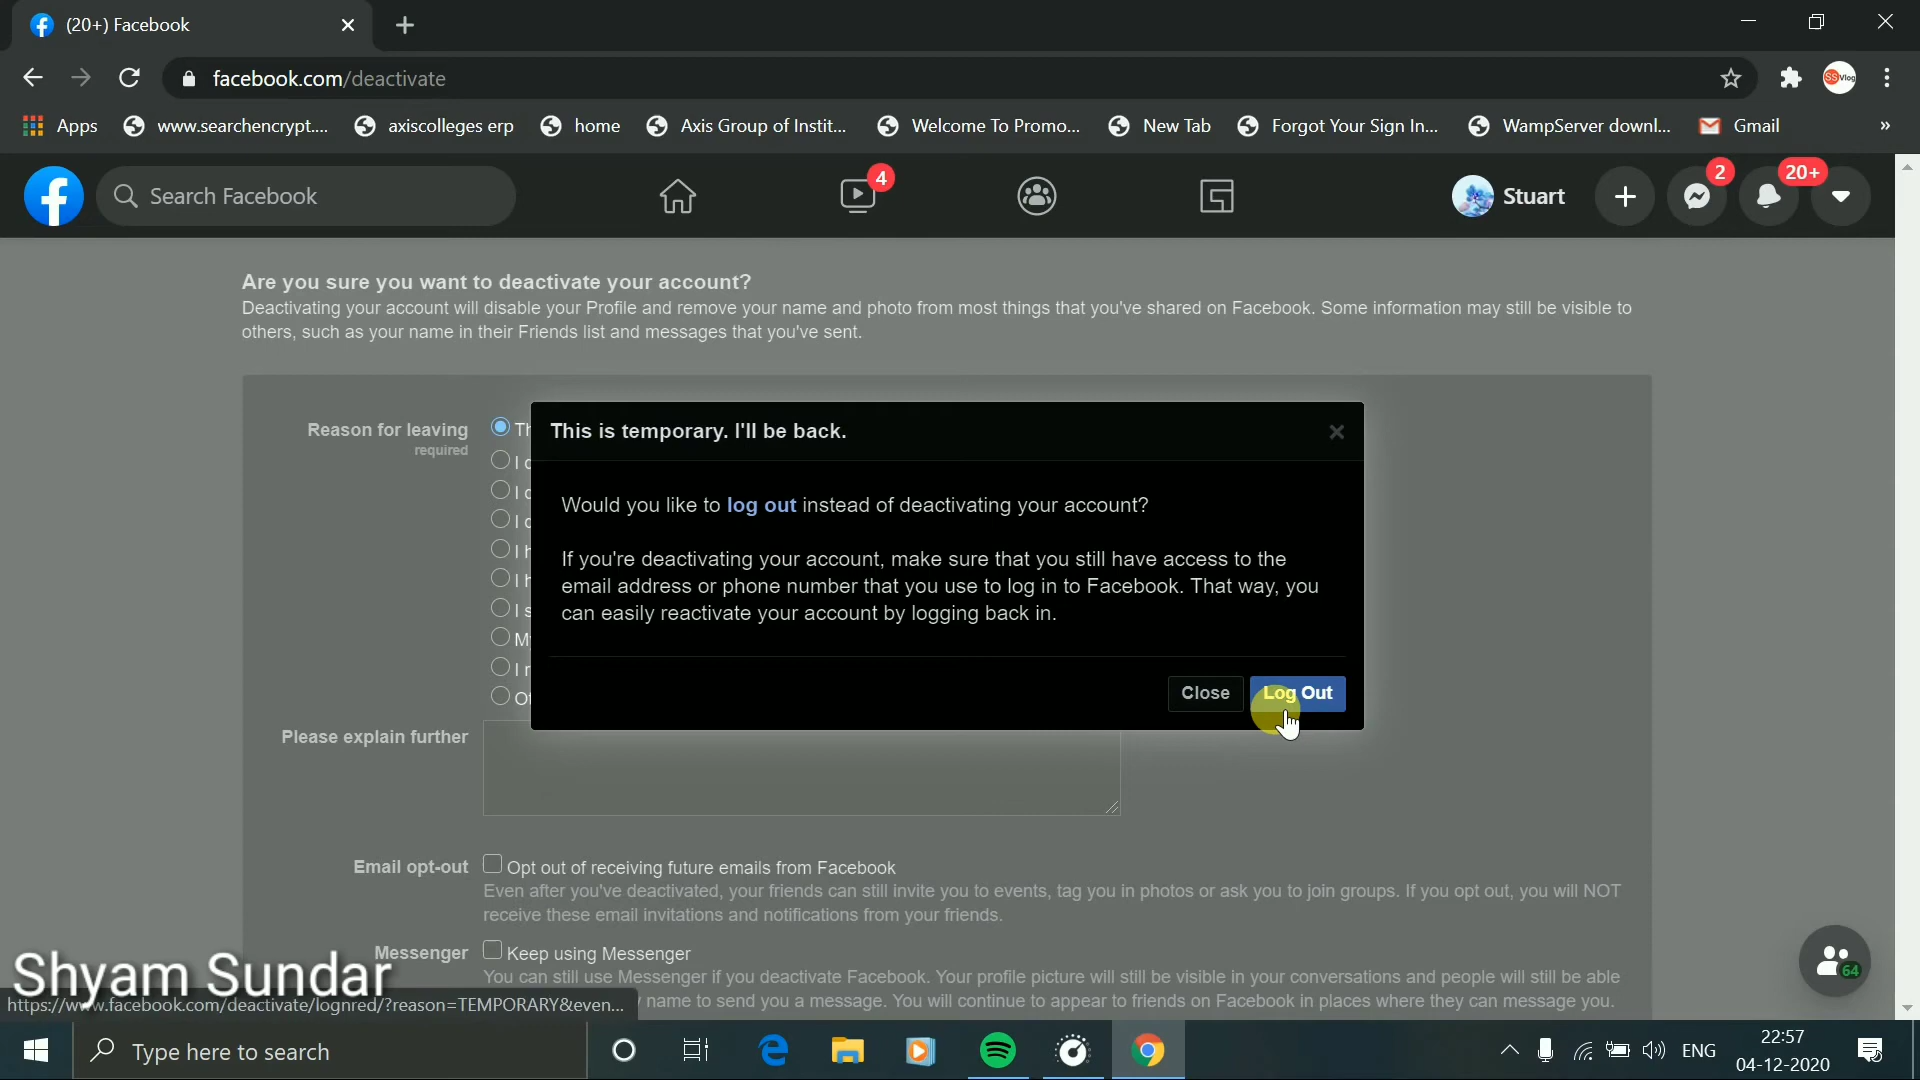 (20+) Facebook
facebook.com/deactivate
SS Vlog
Apps
www.searchencrypt....
axiscolleges erp
home
Axis Group of Instit...
Welcome To Promo...
New Tab
Forgot Your Sign In...
WampServer downl...
Gmail
»
Search Facebook
4
Stuart
2
20+
Are you sure you want to deactivate your account?
Deactivating your account will disable your Profile and remove your name and photo from most things that you've shared on Facebook. Some information may still be visible to
others, such as your name in their Friends list and messages that you've sent.
Reason for leaving
required
This is temporary. I'll be back.
Would you like to log out instead of deactivating your account?
If you're deactivating your account, make sure that you still have access to the
email address or phone number that you use to log in to Facebook. That way, you
can easily reactivate your account by logging back in.
Close
Log Out
Please explain further
Email opt-out
Opt out of receiving future emails from Facebook
Even after you've deactivated, your friends can still invite you to events, tag you in photos or ask you to join groups. If you opt out, you will NOT
receive these email invitations and notifications from your friends.
Messenger
Keep using Messenger
You can still use Messenger if you deactivate Facebook. Your profile picture will still be visible in your conversations and people will still be able
name to send you a message. You will continue to appear to friends on Facebook in places where they can message you.
64
Shyam Sundar
https://www.facebook.com/deactivate/lognred/?reason=TEMPORARY&even...
Type here to search
ENG
22:57
04-12-2020